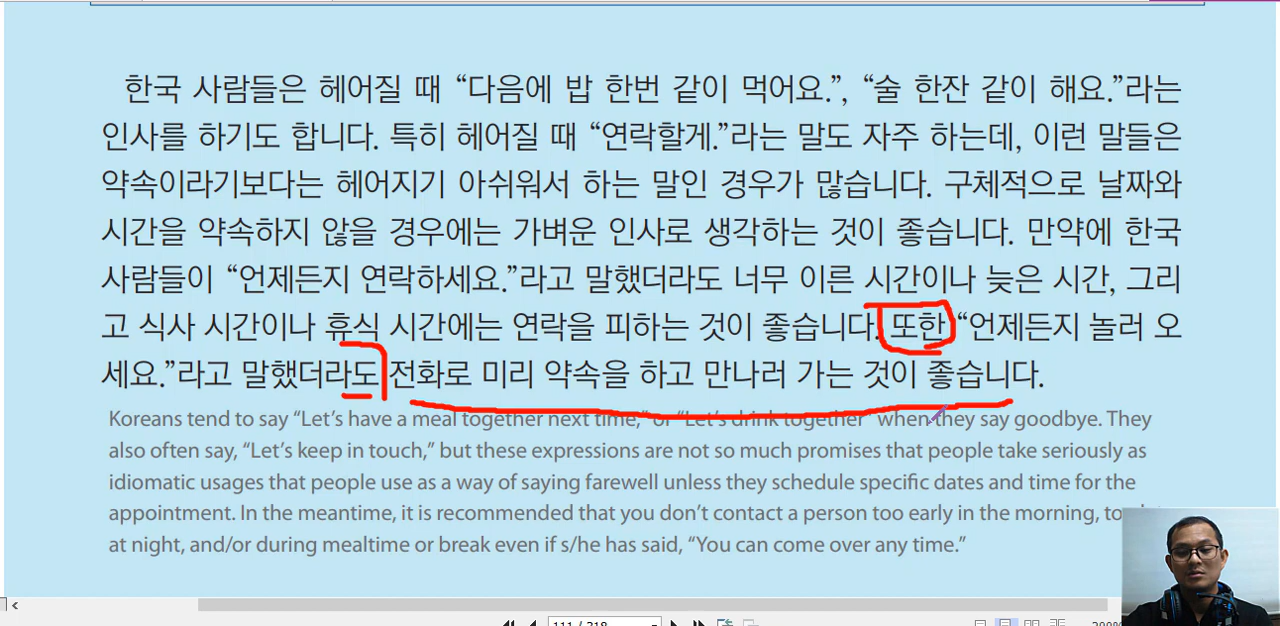 한국 사람들은 헤어질 때 “다음에 밥 한번 같이 먹어요.”, “술 한잔 같이 해요.”라는
인사를 하기도 합니다. 특히 헤어질 때 “연락할게.”라는 말도 자주 하는데, 이런 말들은
약속이라기보다는 헤어지기 아쉬워서 하는 말인 경우가 많습니다. 구체적으로 날짜와
시간을 약속하지 않을 경우에는 가벼운 인사로 생각하는 것이 좋습니다. 만약에 한국
사람들이 “언제든지 연락하세요.”라고 말했더라도 너무 이른 시간이나 늦은 시간, 그리
고 식사 시간이나 휴식 시간에는 연락을 피하는 것이 좋습니다. 또한 “언제든지 놀러 오
세요.”라고 말했더라도 전화로 미리 약속을 하고 만나러 가는 것이 좋습니다.
Koreans tend to say “Let’s have a meal together next time,” or “Let’s drink together” when they say goodbye. They
also often say, “Let’s keep in touch,” but these expressions are not so much promises that people take seriously as
idiomatic usages that people use as a way of saying farewell unless they schedule specific dates and time for the
appointment. In the meantime, it is recommended that you don’t contact a person too early in the morning,
at night, and/or during mealtime or break even if s/he has said, “You can come over any time.”
111 / 318